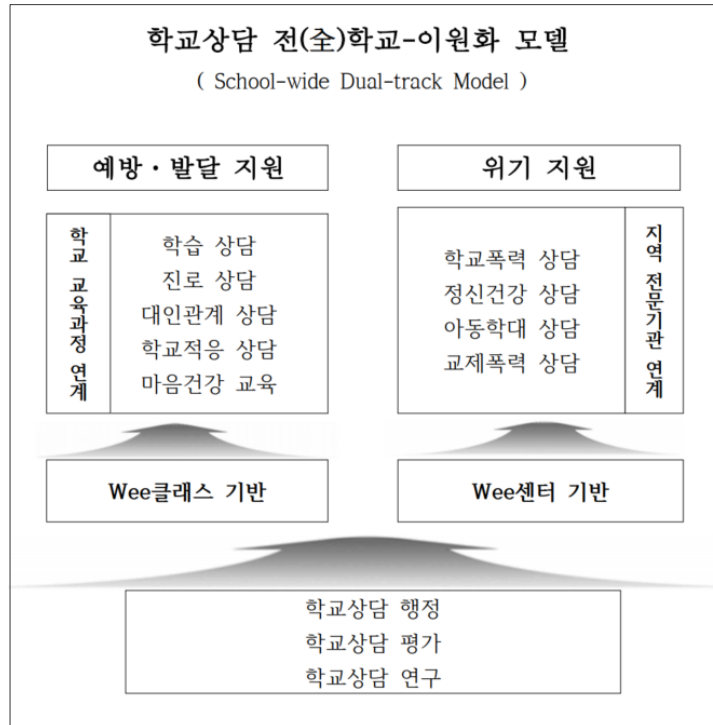 학교상담 전(全)학교-이원화 모델
( School-wide Dual-track Model )
예방·발달 지원
위기 지원
학교 교육과정 연계
학습 상담
진로 상담
대인관계 상담
학교적응 상담
마음건강 교육
학교폭력 상담
정신건강 상담
아동학대 상담
교제폭력 상담
지역 전문기관 연계
Wee클래스 기반
Wee센터 기반
학교상담 행정
학교상담 평가
학교상담 연구